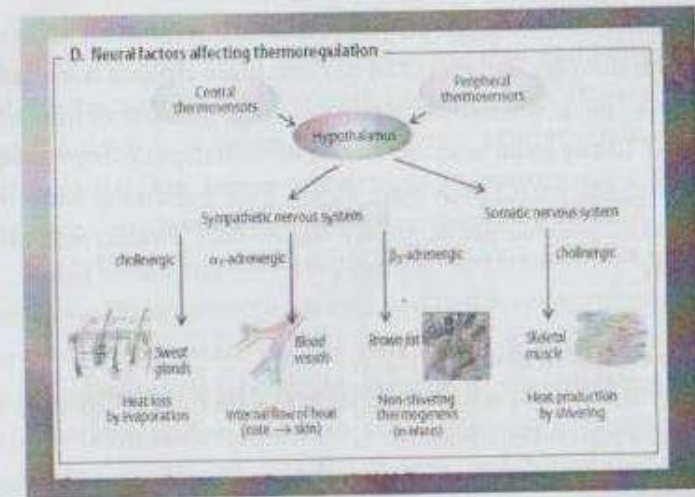 D. Neural factors affecting thermoregulation
Central
thermosensors
Peripheral
thermosensors
Hypothalamus
Sympathetic nervous system
Somatic nervous system
cholinergic
α₁-adrenergic
β₃-adrenergic
cholinergic
Sweat
glands
Blood
vessels
Brown fat
Skeletal
muscle
Heat loss
by evaporation
Internal flow of heat
(core → skin)
Non-shivering
thermogenesis
(in infants)
Heat production
by shivering